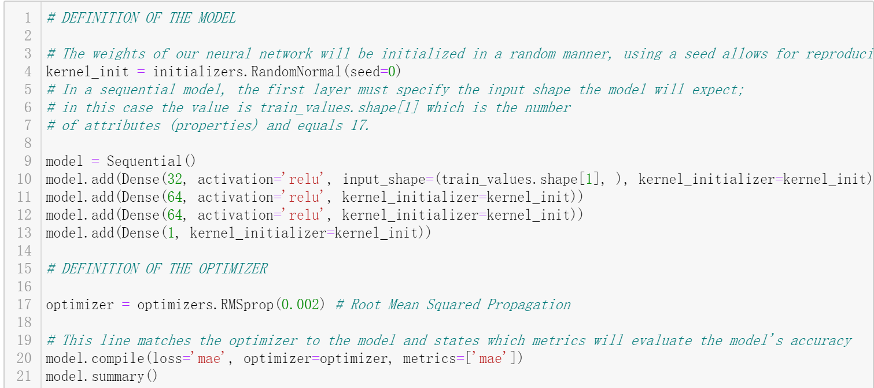 1 # DEFINITION OF THE MODEL
2
3 # The weights of our neural network will be initialized in a random manner, using a seed allows for reproduci
4 kernel_init = initializers.RandomNormal(seed=0)
5 # In a sequential model, the first layer must specify the input shape the model will expect;
6 # in this case the value is train_values.shape[1] which is the number
7 # of attributes (properties) and equals 17.
8
9 model = Sequential()
10 model.add(Dense(32, activation='relu', input_shape=(train_values.shape[1], ), kernel_initializer=kernel_init)
11 model.add(Dense(64, activation='relu', kernel_initializer=kernel_init))
12 model.add(Dense(64, activation='relu', kernel_initializer=kernel_init))
13 model.add(Dense(1, kernel_initializer=kernel_init))
14
15 # DEFINITION OF THE OPTIMIZER
16
17 optimizer = optimizers.RMSprop(0.002) # Root Mean Squared Propagation
18
19 # This line matches the optimizer to the model and states which metrics will evaluate the model's accuracy
20 model.compile(loss='mae', optimizer=optimizer, metrics=['mae'])
21 model.summary()